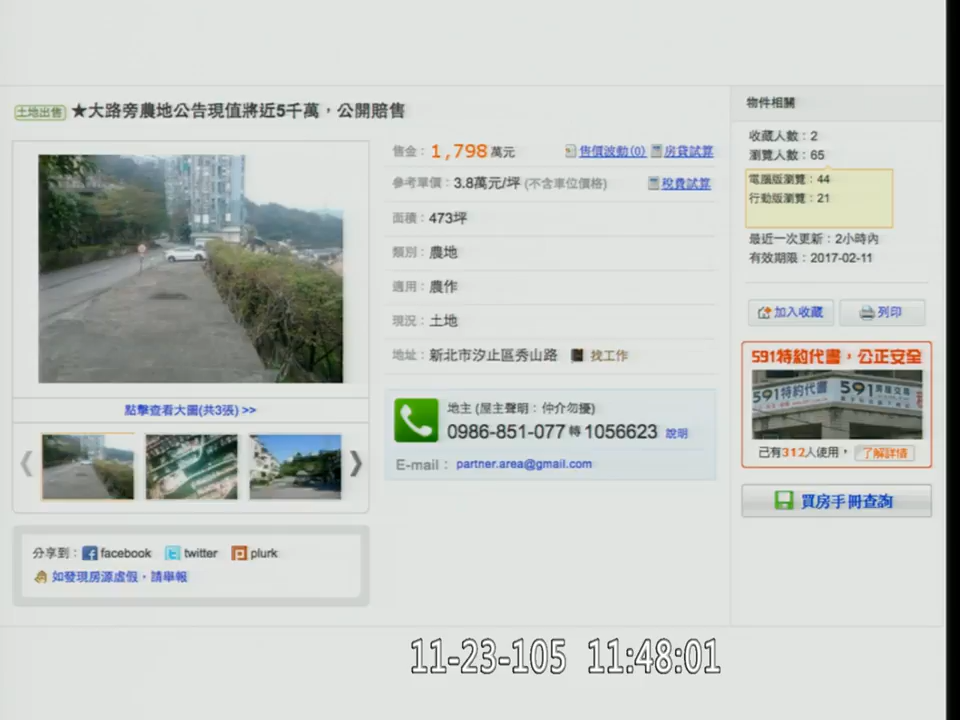 土地出售 ★大路旁農地公告現值將近5千萬，公開賠售
售金：1,798萬元 售價波動(0) 房貸試算
參考單價：3.8萬元/坪 (不含車位價格) 稅費試算
面積：473坪
類別：農地
適用：農作
現況：土地
地址：新北市汐止區秀山路 找工作
地主 (屋主聲明：仲介勿擾)
0986-851-077 轉 1056623 說明
E-mail：partner.area@gmail.com
點擊查看大圖(共3張) >>
分享到：facebook twitter plurk
如發現房源虛假，請舉報
物件相關
收藏人數：2
瀏覽人數：65
電腦版瀏覽：44
行動版瀏覽：21
最近一次更新：2小時內
有效期限：2017-02-11
加入收藏 列印
591特約代書，公正安全
591特約代書 591房屋交易
已有312人使用， 了解詳情
買房手冊查詢
11-23-105 11:48:01